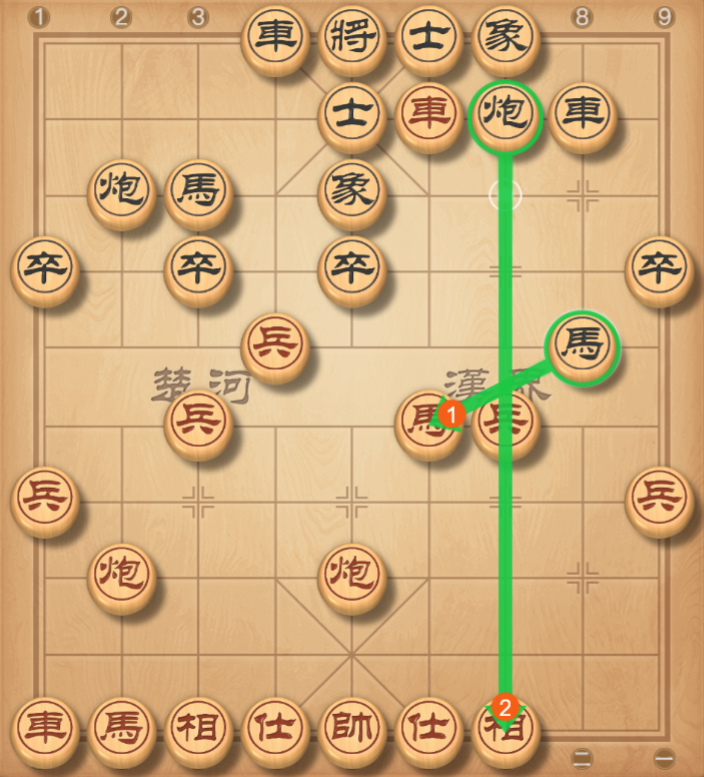 1 2 3 8 9
車 將 士 象
士 車 炮 車
炮 馬 象
卒 卒 卒 卒
兵 馬
楚河
兵 馬 1 兵
兵 兵
炮 炮
車 馬 相 仕 帥 仕 相 2
二 一